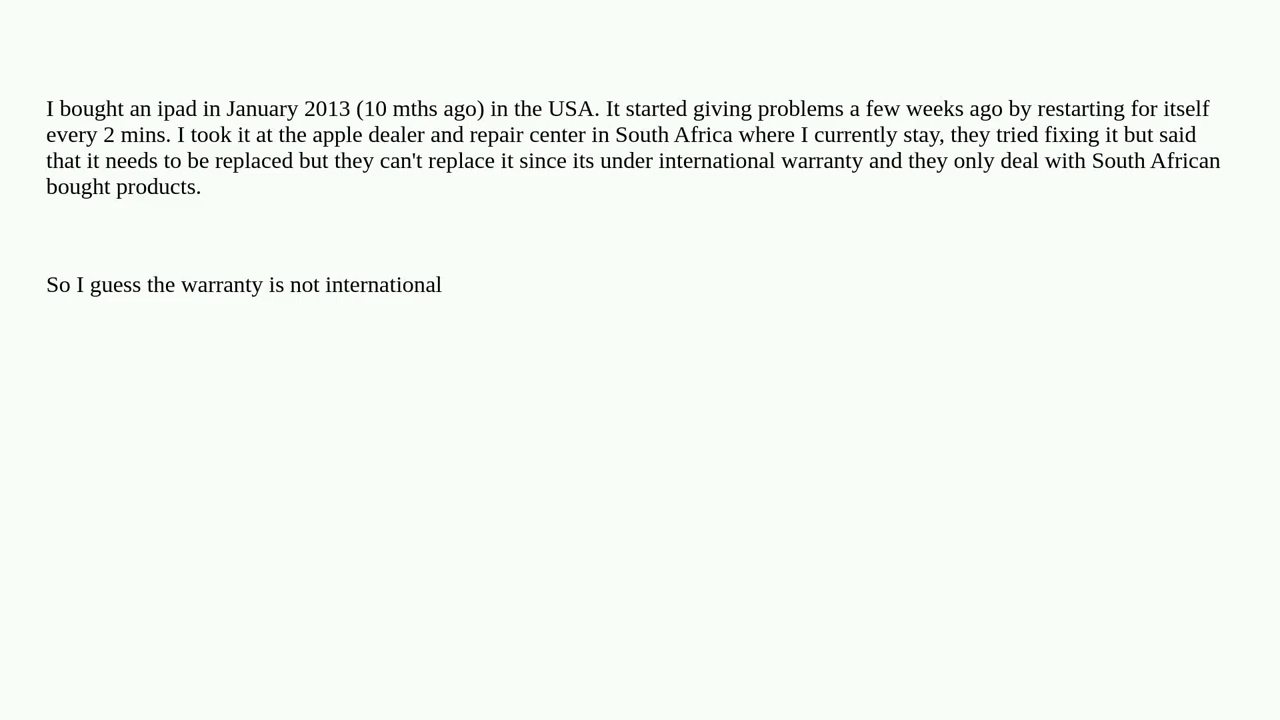 I bought an ipad in January 2013 (10 mths ago) in the USA. It started giving problems a few weeks ago by restarting for itself
every 2 mins. I took it at the apple dealer and repair center in South Africa where I currently stay, they tried fixing it but said
that it needs to be replaced but they can't replace it since its under international warranty and they only deal with South African
bought products.
So I guess the warranty is not international